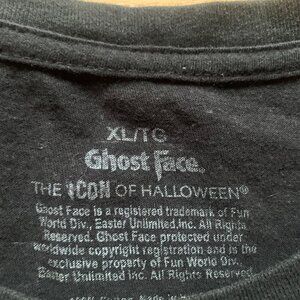 XL/TG
Ghost Face
THE ICON OF HALLOWEEN®
Ghost Face is a registered trademark of Fun
World Div., Easter Unlimited,Inc. All Rights
Reserved. Ghost Face protected under
worldwide copyright registration and is the
exclusive property of Fun World Div.,
Easter Unlimited Inc. All Rights Reserved